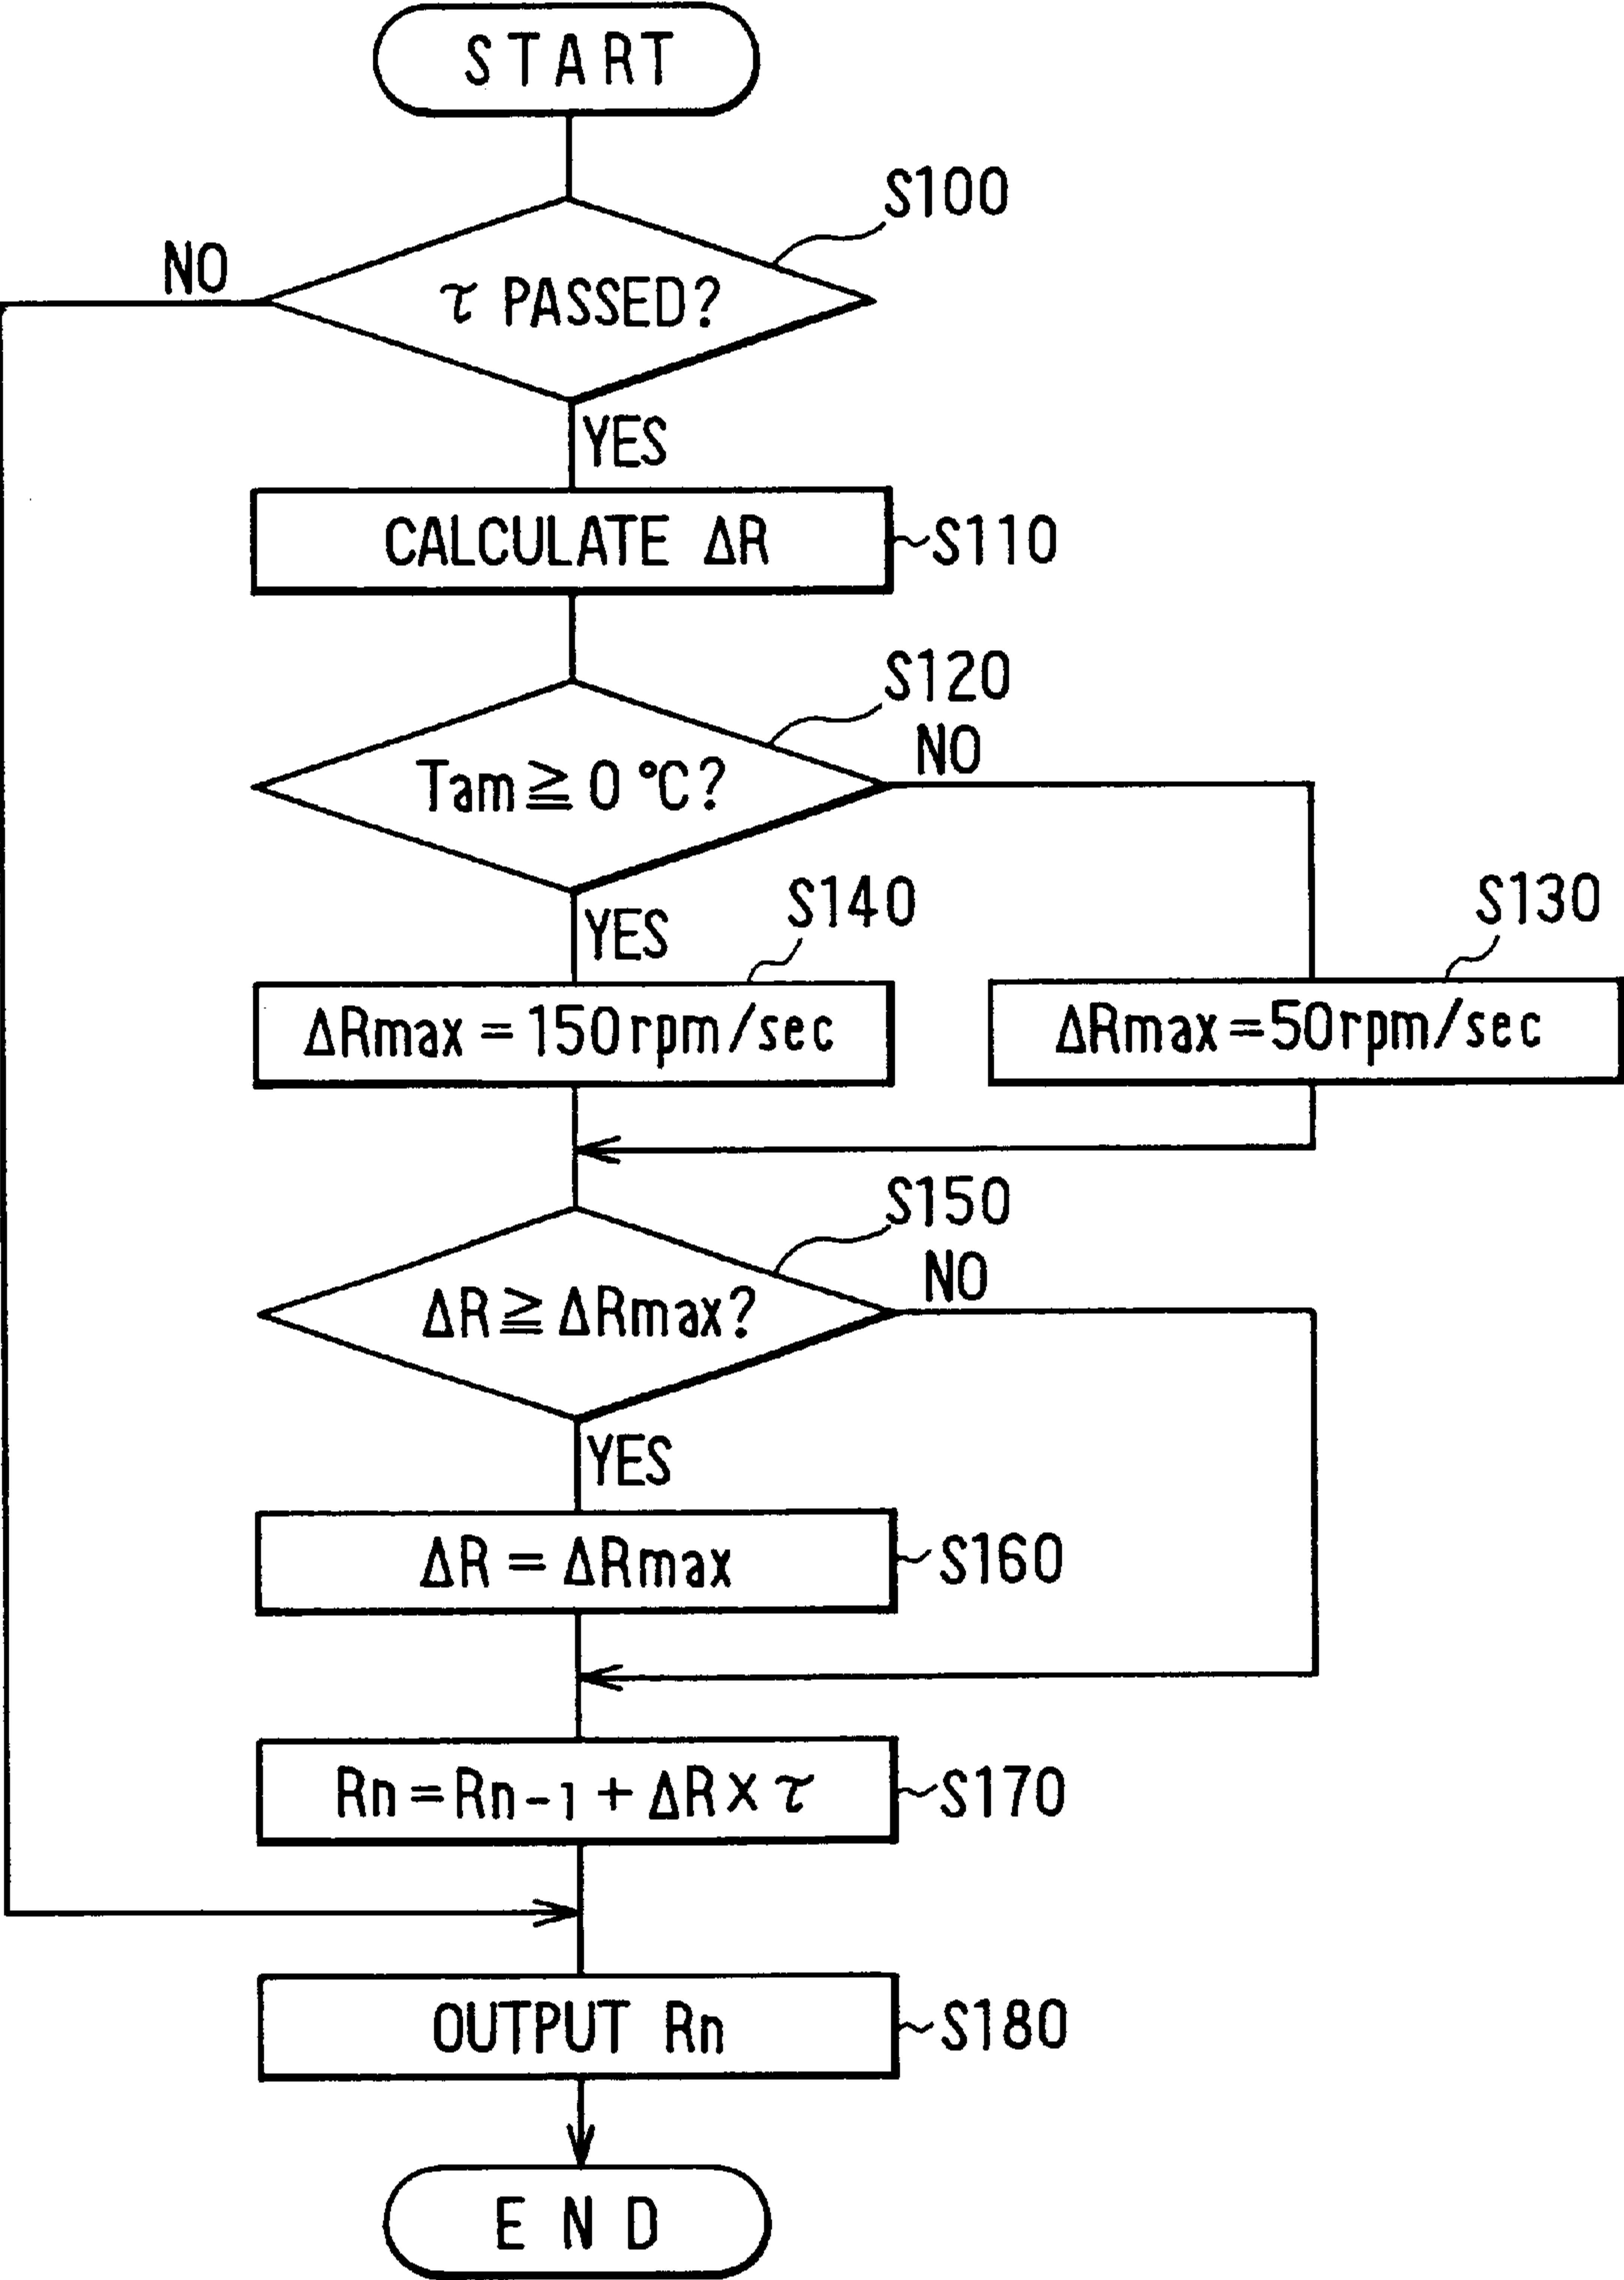 START
S100
NO
τ PASSED?
YES
CALCULATE ΔR
S110
S120
NO
Tam ≧ 0 °C?
YES
S140
S130
ΔRmax = 150rpm/sec
ΔRmax = 50rpm/sec
S150
NO
ΔR ≧ ΔRmax?
YES
ΔR = ΔRmax
S160
Rn = Rn-1 + ΔR × τ
S170
OUTPUT Rn
S180
END